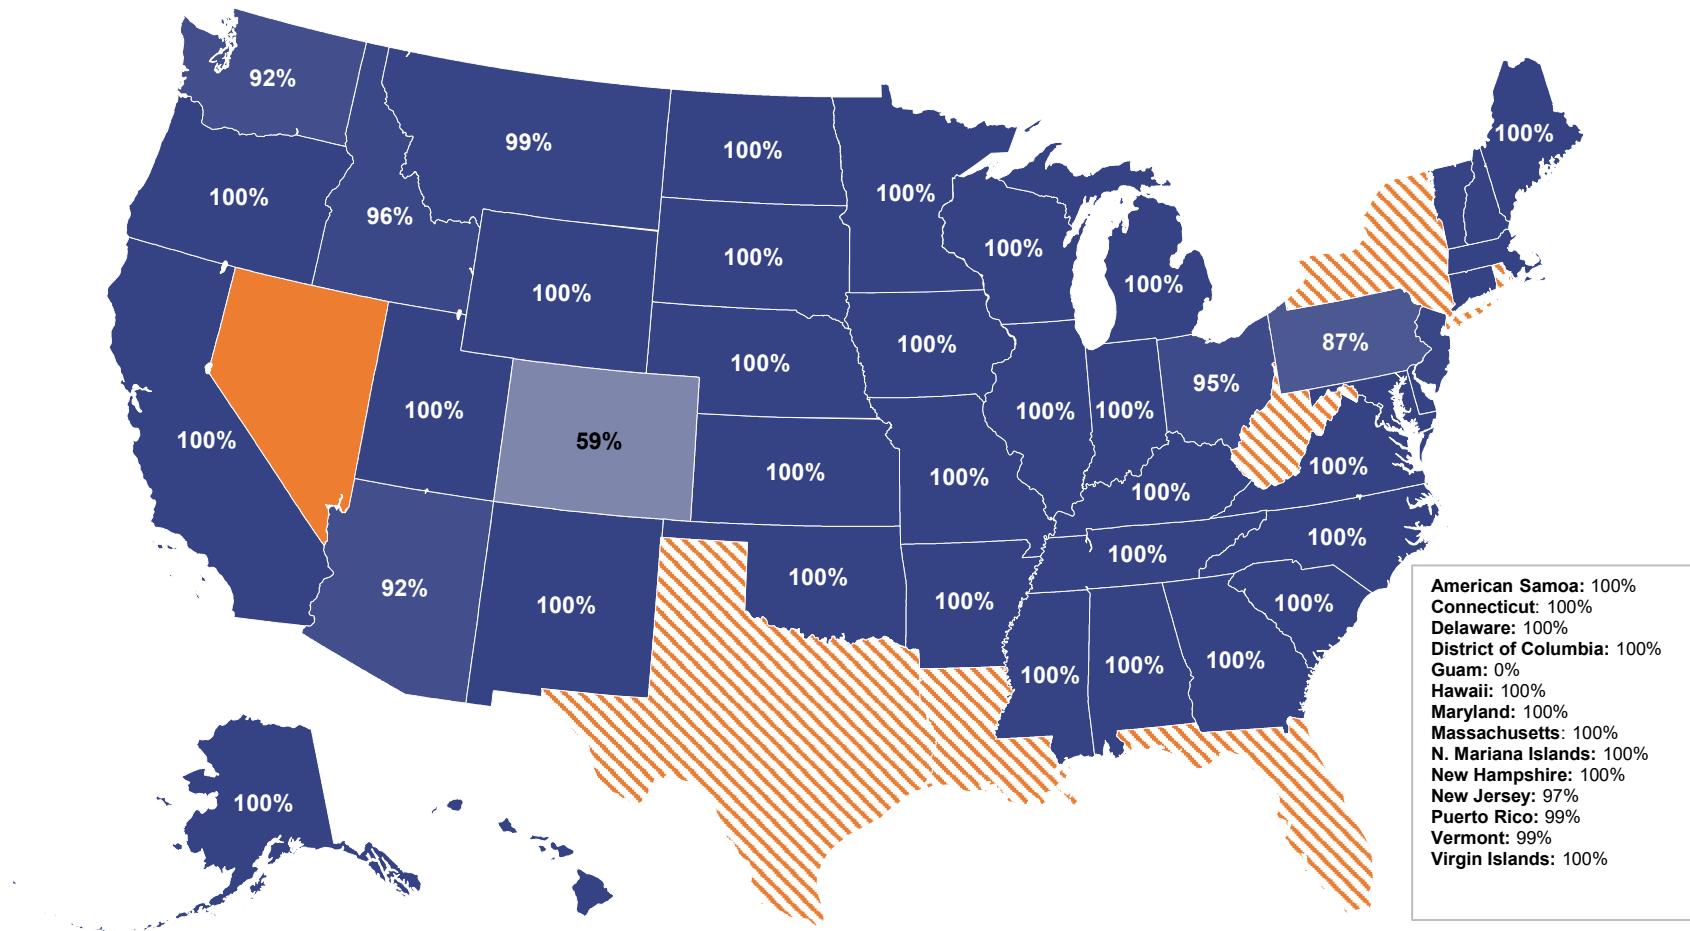 92%
99%
100%
100%
100%
100%
96%
100%
100%
100%
100%
100%
87%
100%
100%
95%
100%
59%
100%
100%
100%
100%
100%
100%
100%
100%
100%
100%
92%
100%
100%
100%
100%
100%
100%
100%
100%
American Samoa: 100%
Connecticut: 100%
Delaware: 100%
District of Columbia: 100%
Guam: 0%
Hawaii: 100%
Maryland: 100%
Massachusetts: 100%
N. Mariana Islands: 100%
New Hampshire: 100%
New Jersey: 97%
Puerto Rico: 99%
Vermont: 99%
Virgin Islands: 100%